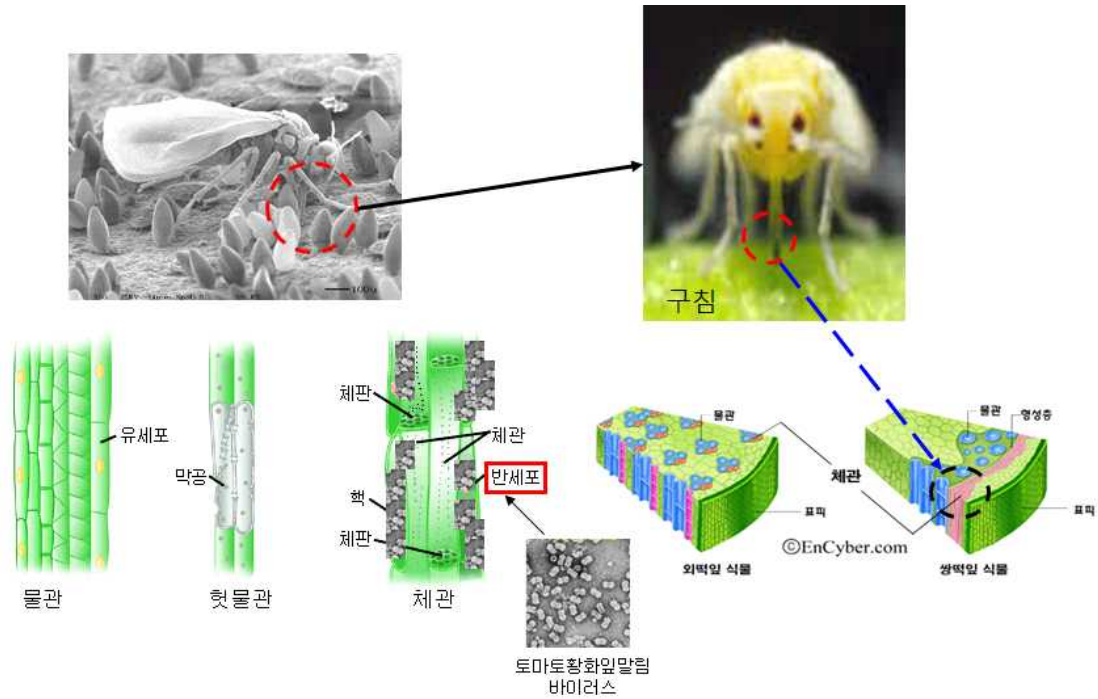 100u
구침
체판
체관
유세포
막공
핵
반세포
체판
물관
헛물관
체관
토마토황화잎말림
바이러스
물관
체관
표피
외떡잎 식물
물관
형성층
표피
쌍떡잎 식물
©EnCyber.com